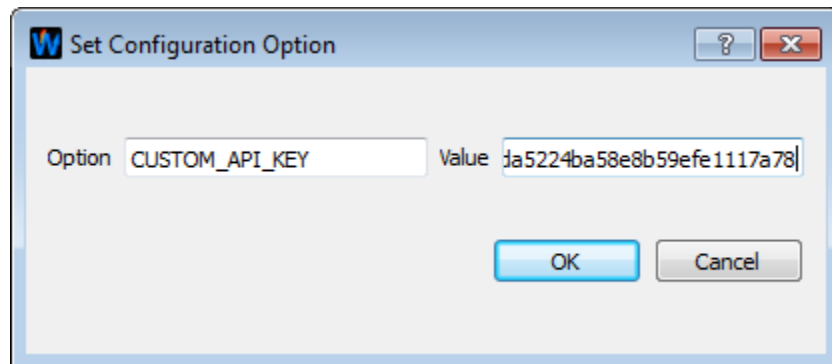 Set Configuration Option
Option CUSTOM_API_KEY Value da5224ba58e8b59efe1117a78
OK Cancel